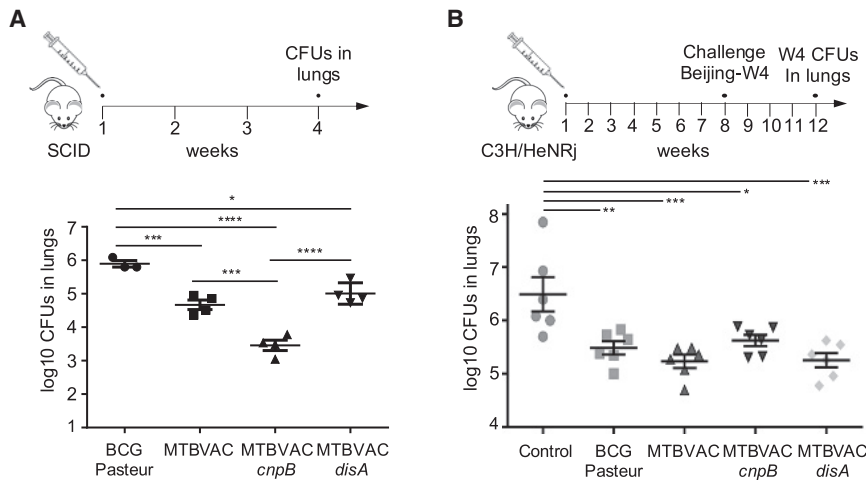 A
CFUs in
lungs
1 2 3 4
SCID
weeks
*
****
***
****
***
log10 CFUs in lungs
7
6
5
4
3
2
1
BCG
Pasteur
MTBVAC
MTBVAC
cnpB
MTBVAC
disA
B
Challenge
Beijing-W4
W4 CFUs
In lungs
1 2 3 4 5 6 7 8 9 10 11 12
C3H/HeNRj
weeks
***
*
***
**
log10 CFUs in lungs
8
7
6
5
4
Control
BCG
Pasteur
MTBVAC
MTBVAC
cnpB
MTBVAC
disA